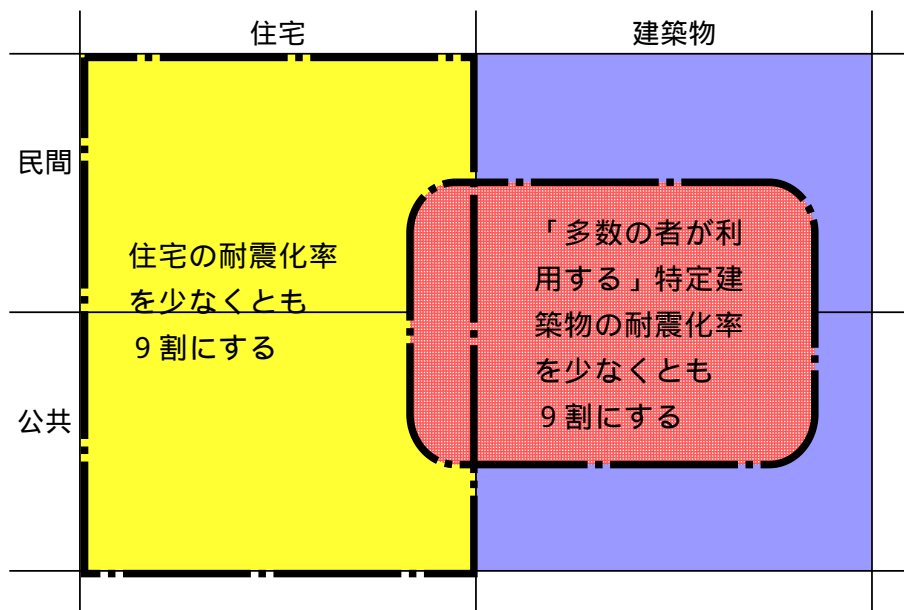 住宅
建築物
民間
公共
住宅の耐震化率
を少なくとも
９割にする
「多数の者が利
用する」特定建
築物の耐震化率
を少なくとも
９割にする